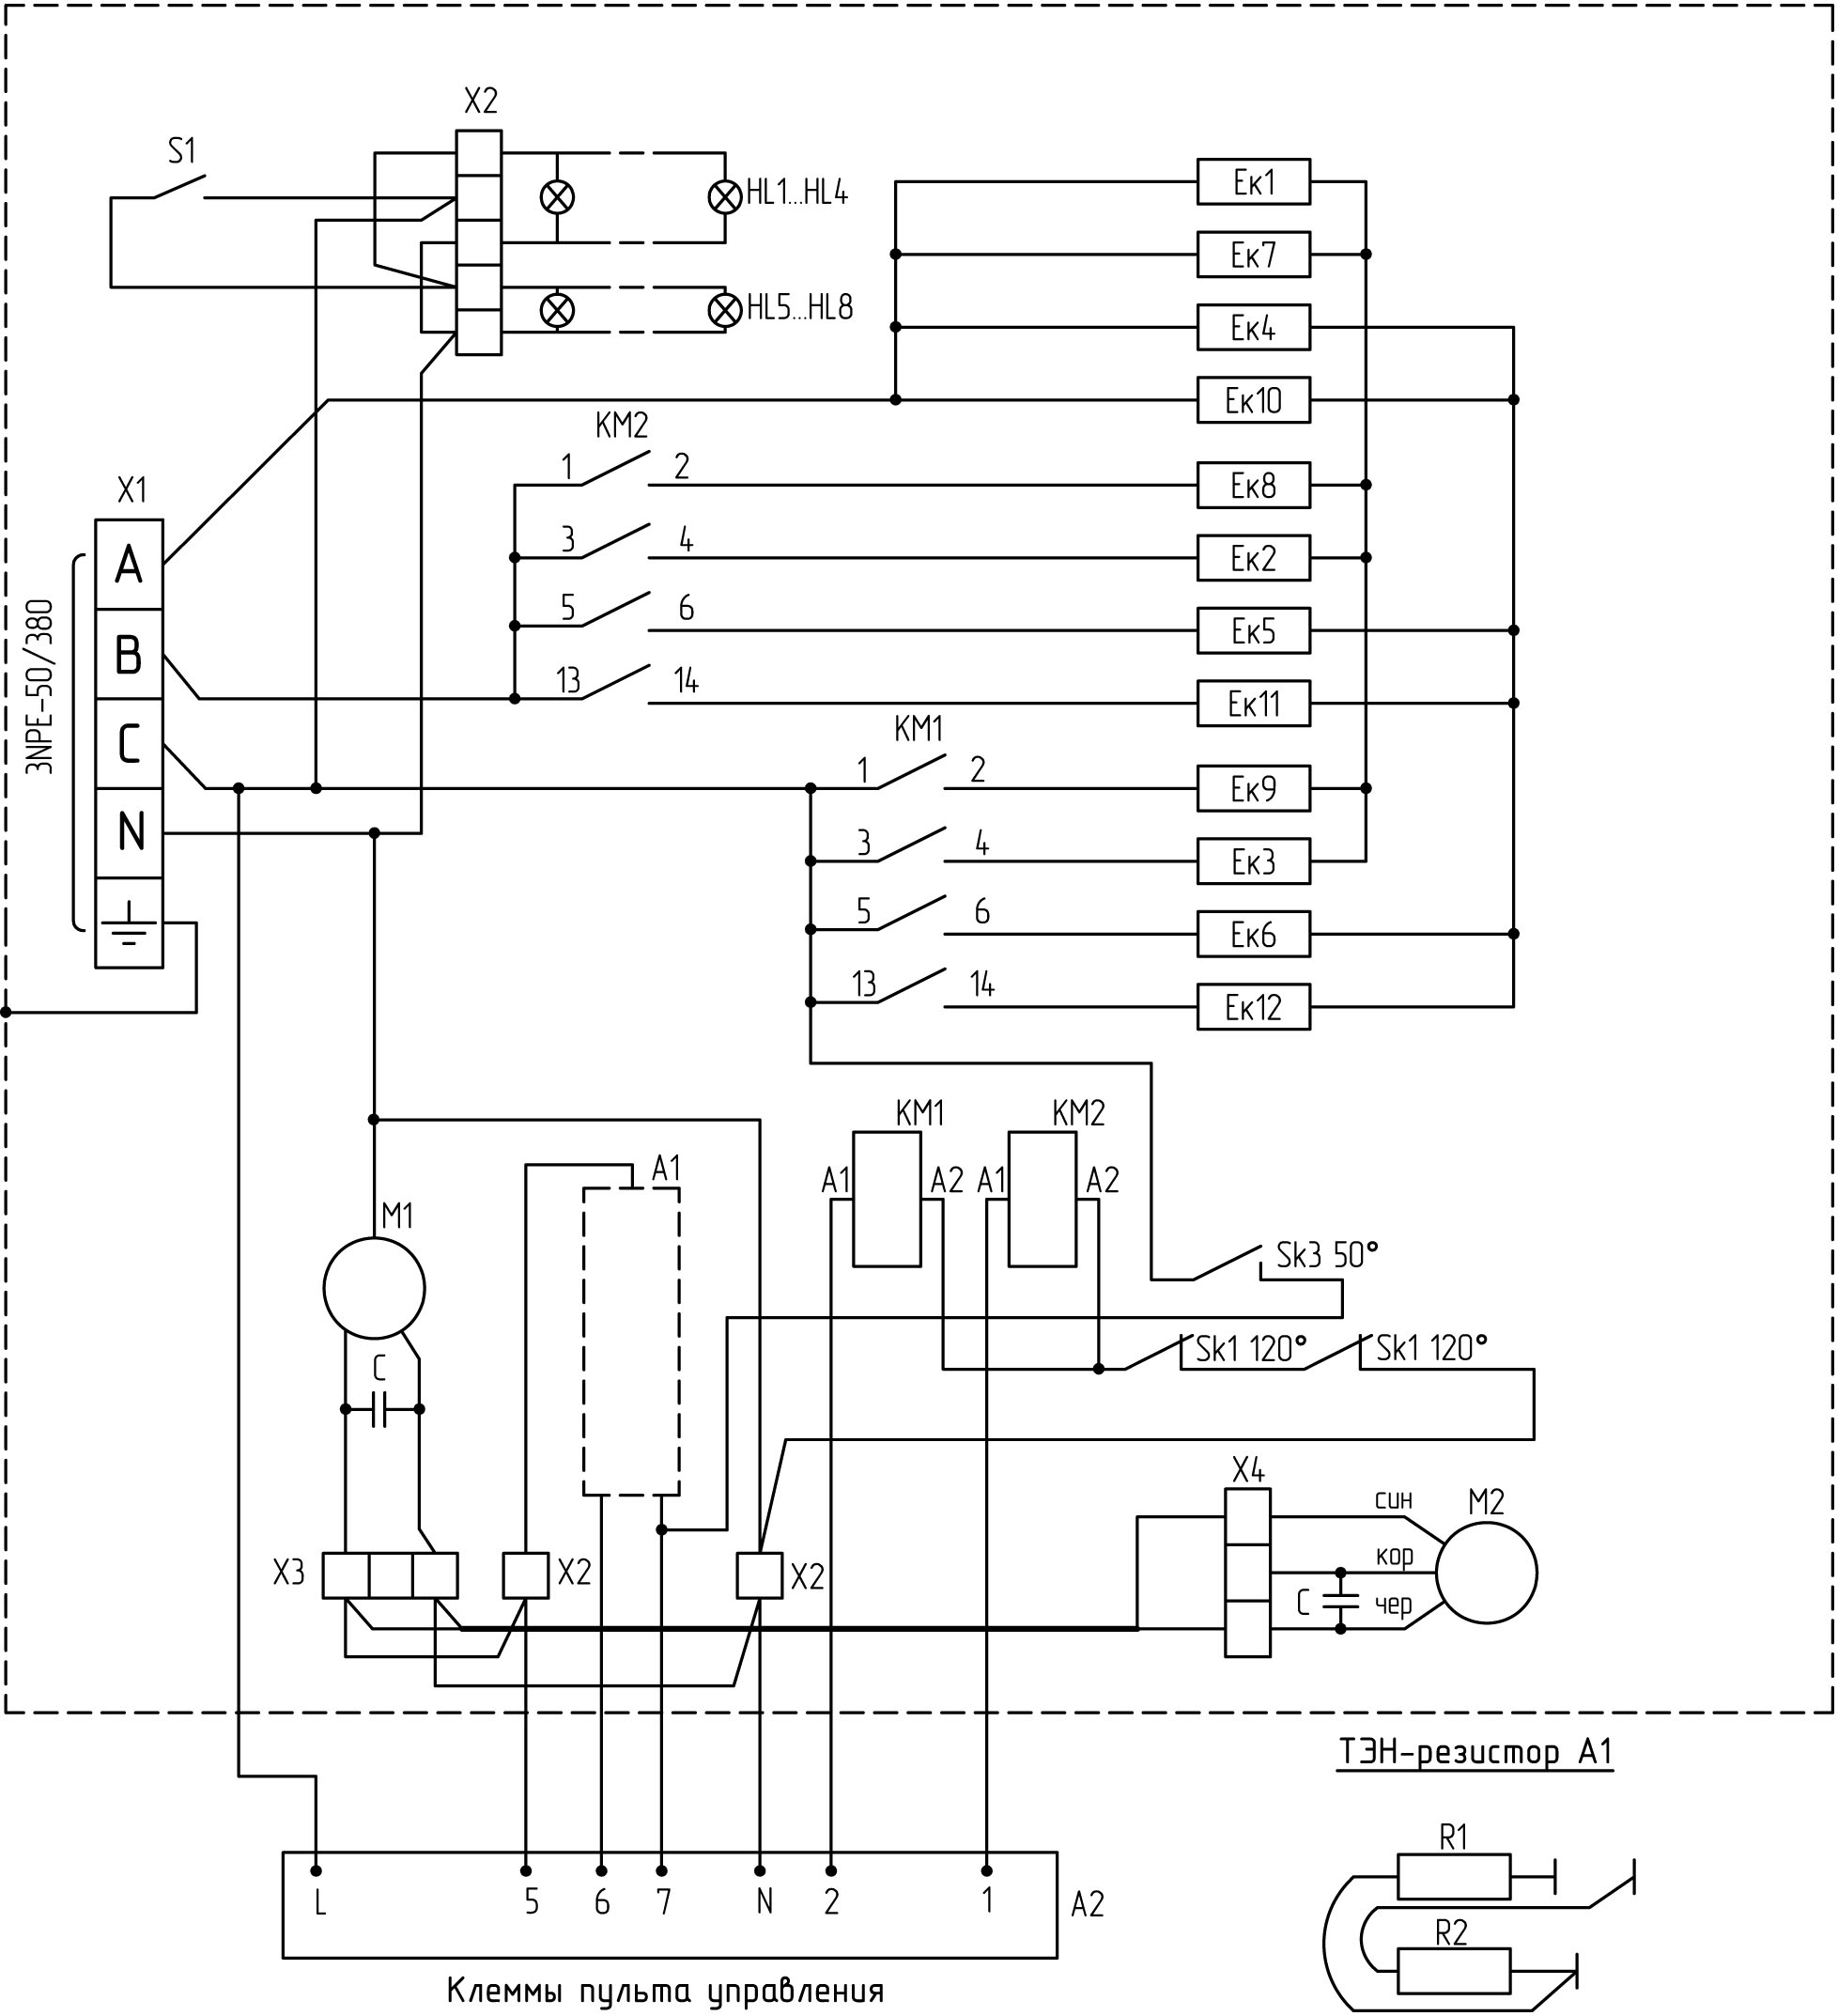 X2
S1
HL1...HL4
HL5...HL8
Ек1
Ек7
Ек4
Ек10
KM2
1 2
Ек8
X1
3 4
Ек2
A
5 6
Ек5
B
3NPE-50/380
13 14
Ек11
C
KM1
1 2
Ек9
N
3 4
Ек3
5 6
Ек6
13 14
Ек12
KM1 KM2
A1
A1 A2 A1 A2
M1
Sk3 50°
Sk1 120° Sk1 120°
C
X4
син
M2
X3
X2
X2
кор
C
чер
ТЭН-резистор А1
R1
L 5 6 7 N 2 1
A2
R2
Клеммы пульта управления